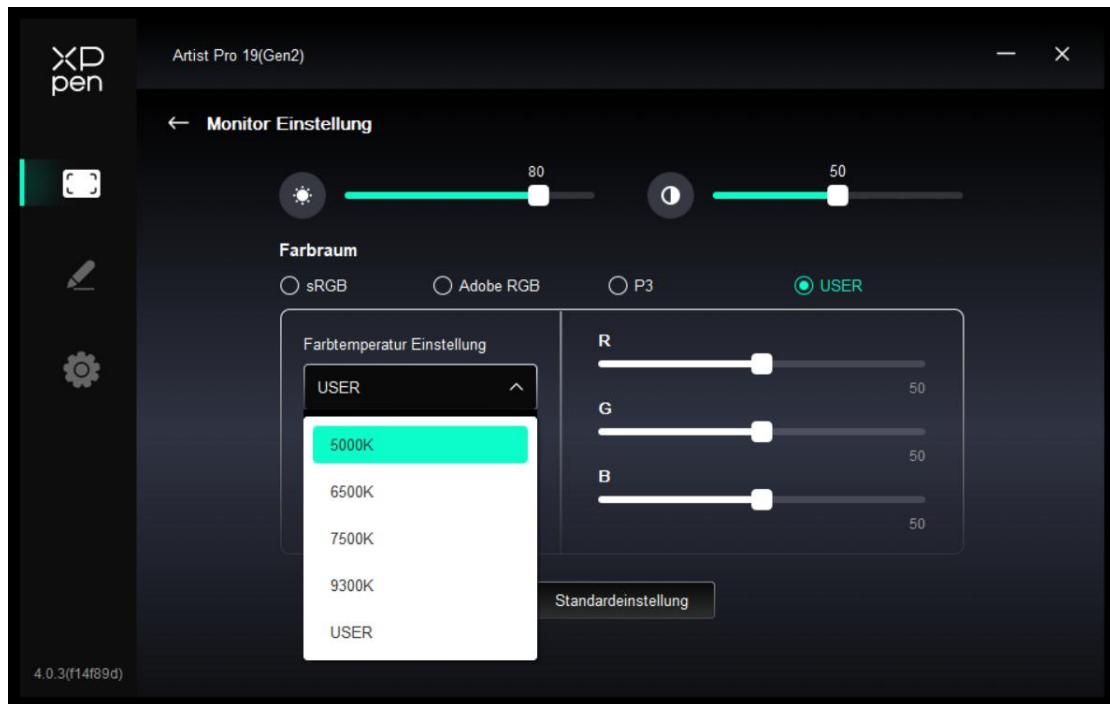 XP
pen
Artist Pro 19(Gen2)
Monitor Einstellung
80
50
Farbraum
sRGB
Adobe RGB
P3
USER
Farbtemperatur Einstellung
USER
5000K
6500K
7500K
9300K
USER
R
50
G
50
B
50
Standardeinstellung
4.0.3(f14f89d)